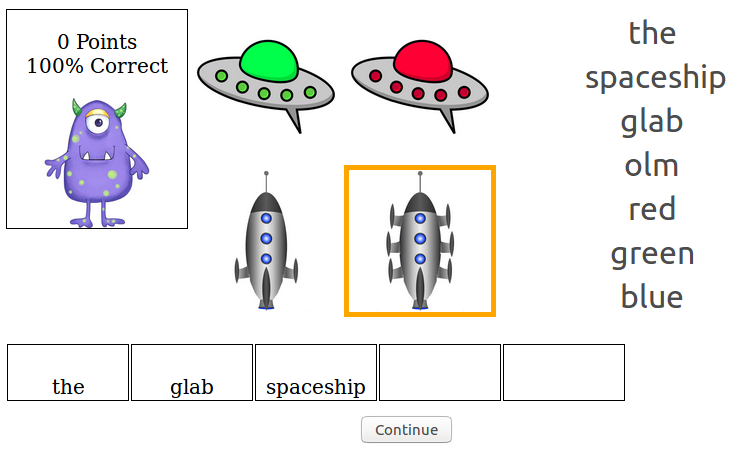 0 Points
100% Correct
the
spaceship
glab
olm
red
green
blue
the glab spaceship
Continue